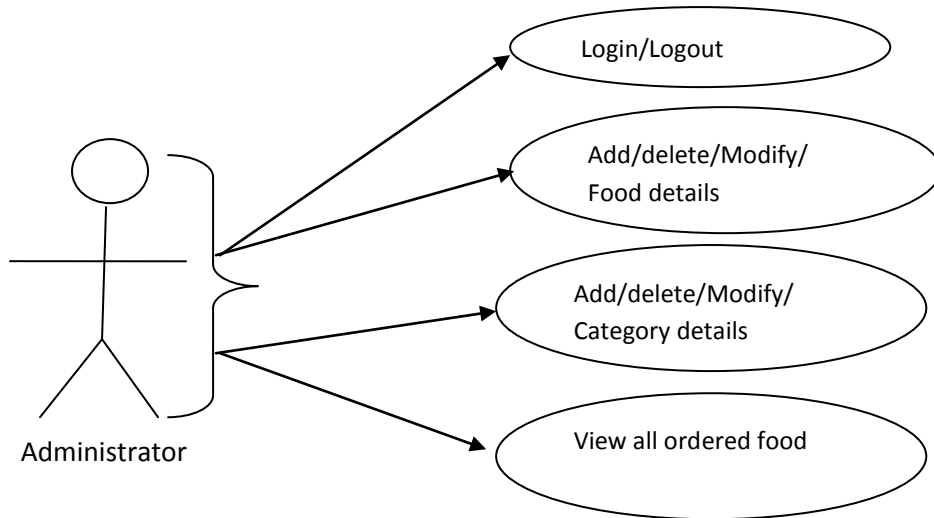 Login/Logout
Add/delete/Modify/
Food details
Add/delete/Modify/
Category details
View all ordered food
Administrator